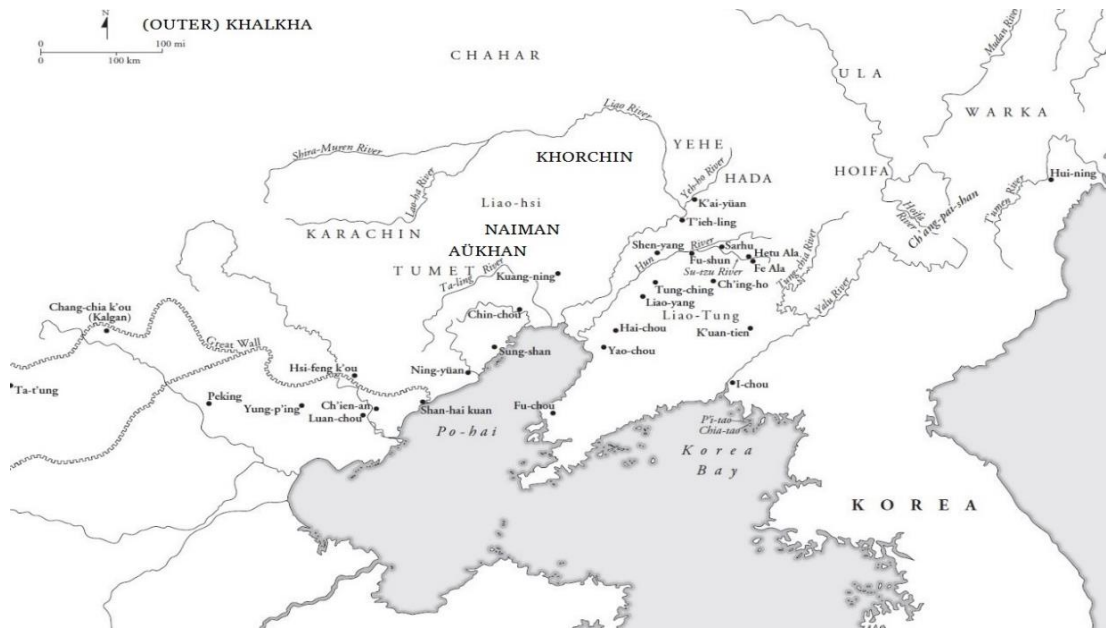 N
(OUTER) KHALKHA
0 100 mi
0 100 km
CHAHAR
ULA
Mudan River
WARKA
Liao River
Shira-Muren River
YEHE
KHORCHIN
Yeh-ho River
HADA
HOIFA
Hui-ning
Lao-ha River
Liao-hsi
K'ai-yüan
Hoifa River
Tumen River
Ch'ang-pai-shan
T'ieh-ling
KARACHIN
NAIMAN
AÜKHAN
Shen-yang
River
Sarhu
Hetu Ala
Fu-shun
Fe Ala
Hun
Su-ezu River
Tung-chia River
TUMET
Ta-ling River
Kuang-ning
Tung-ching
Ch'ing-ho
Yalu River
Liao-yang
Chang-chia k'ou
(Kalgan)
Chin-chou
Liao-Tung
Hai-chou
K'uan-tien
Great Wall
Sung-shan
Yao-chou
Hsi-feng k'ou
Ning-yüan
Ta-t'ung
I-chou
Peking
Yung-p'ing
Ch'ien-an
Luan-chou
Shan-hai kuan
Fu-chou
P'i-tao
Chia-tao
Po-hai
Korea
Bay
KOREA